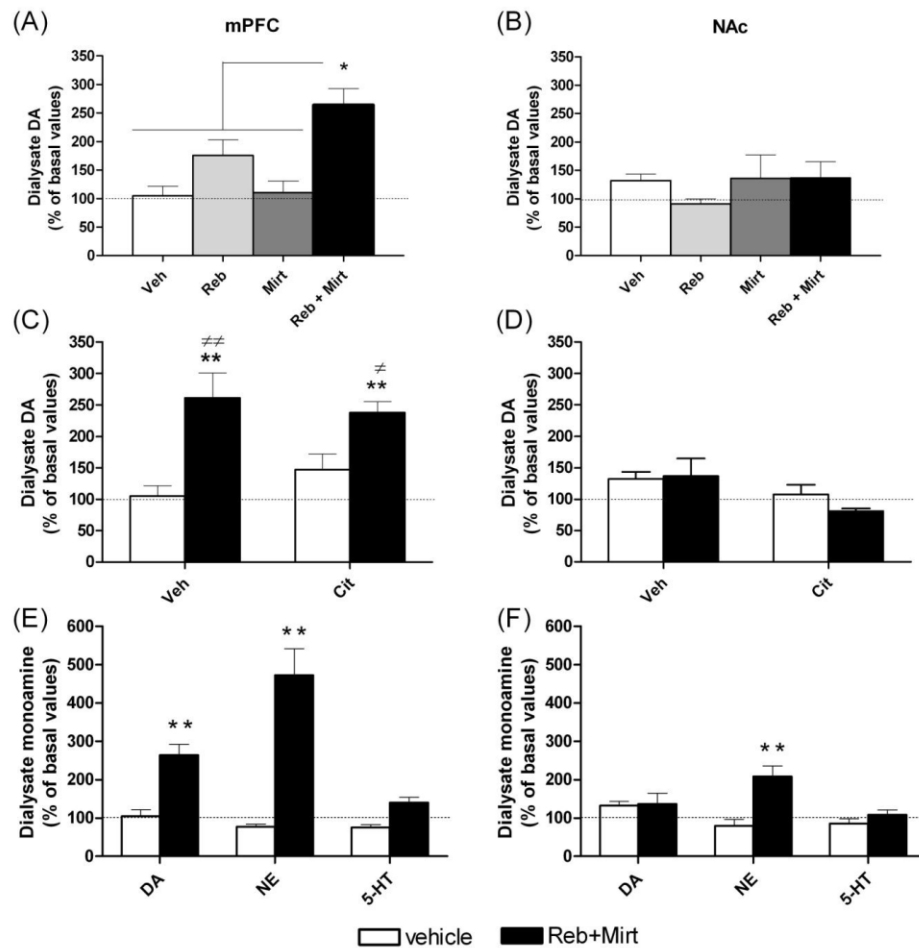 (A)
mPFC
Dialysate DA
(% of basal values)
350
300
250
200
150
100
50
0
*
Veh
Reb
Mirt
Reb + Mirt
(B)
NAc
Dialysate DA
(% of basal values)
350
300
250
200
150
100
50
0
Veh
Reb
Mirt
Reb + Mirt
(C)
Dialysate DA
(% of basal values)
350
300
250
200
150
100
50
0
≠≠
**
≠
**
Veh
Cit
(D)
Dialysate DA
(% of basal values)
350
300
250
200
150
100
50
0
Veh
Cit
(E)
Dialysate monoamine
(% of basal values)
600
500
400
300
200
100
0
**
**
DA
NE
5-HT
(F)
Dialysate monoamine
(% of basal values)
600
500
400
300
200
100
0
**
DA
NE
5-HT
vehicle
Reb+Mirt